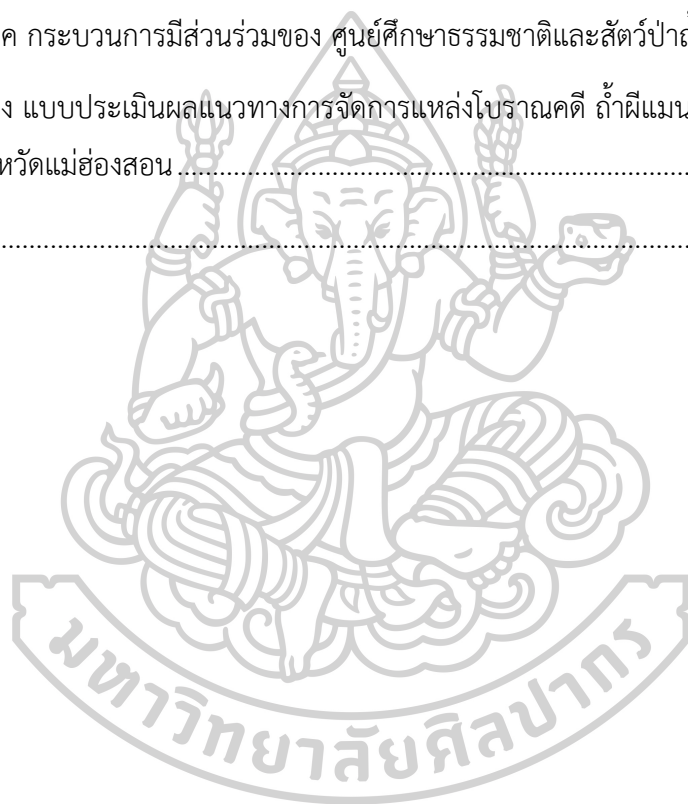 ค กระบวนการมีส่วนร่วมของ ศูนย์ศึกษาธรรมชาติและสัตว์ป่าถ้
ง แบบประเมินผลแนวทางการจัดการแหล่งโบราณคดี ถ้ำผีแมน
หวัดแม่ฮ่องสอน
มหาวิทยาลัยศิลปากร